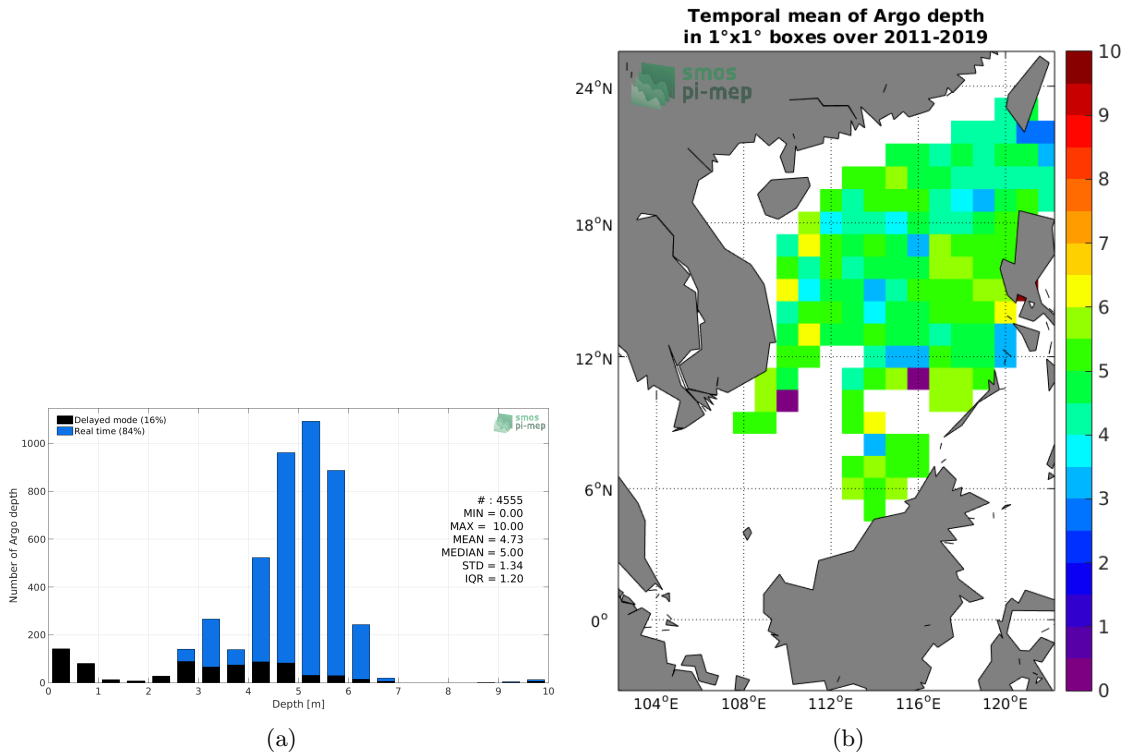 Temporal mean of Argo depth
in 1°x1° boxes over 2011-2019
smos
pi-mep
24°N
18°N
12°N
6°N
0°
104°E
108°E
112°E
116°E
120°E
10
9
8
7
6
5
4
3
2
1
0
Delayed mode (16%)
Real time (84%)
smos
pi-mep
# : 4555
MIN = 0.00
MAX = 10.00
MEAN = 4.73
MEDIAN = 5.00
STD = 1.34
IQR = 1.20
Number of Argo depth
1000
800
600
400
200
0
0 1 2 3 4 5 6 7 8 9 10
Depth [m]
(a)
(b)